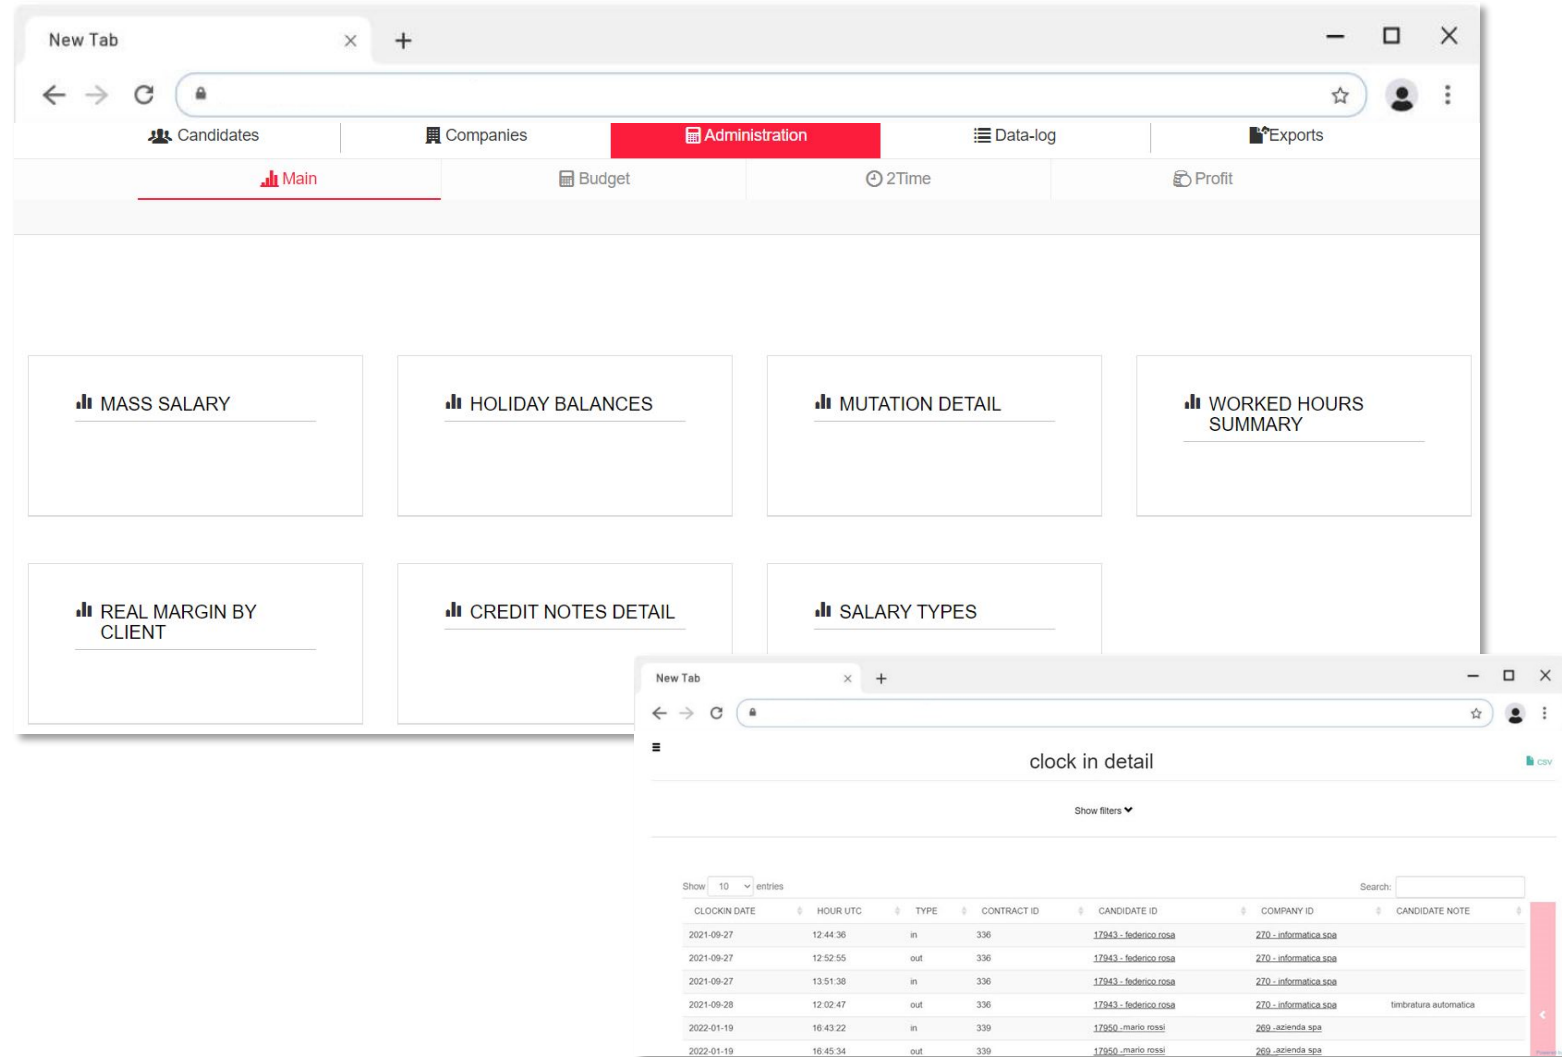 New Tab
Candidates Companies Administration Data-log Exports
Main Budget 2Time Profit
MASS SALARY HOLIDAY BALANCES MUTATION DETAIL WORKED HOURS
SUMMARY
REAL MARGIN BY CREDIT NOTES DETAIL SALARY TYPES
CLIENT
New Tab
clock in detail
CSV
Show filters
Show 10 entries Search:
CLOCKIN DATE HOUR UTC TYPE CONTRACT ID CANDIDATE ID COMPANY ID CANDIDATE NOTE
2021-09-27 12:44:36 in 336 17943 - federico rosa 270 - informatica spa
2021-09-27 12:52:55 out 336 17943 - federico rosa 270 - informatica spa
2021-09-27 13:51:38 in 336 17943 - federico rosa 270 - informatica spa
2021-09-28 12:02:47 out 336 17943 - federico rosa 270 - informatica spa timbratura automatica
2022-01-19 16:43:22 in 339 17950 -mario rossi 269 -azienda spa
2022-01-19 16:45:34 out 339 17950 -mario rossi 269 -azienda spa